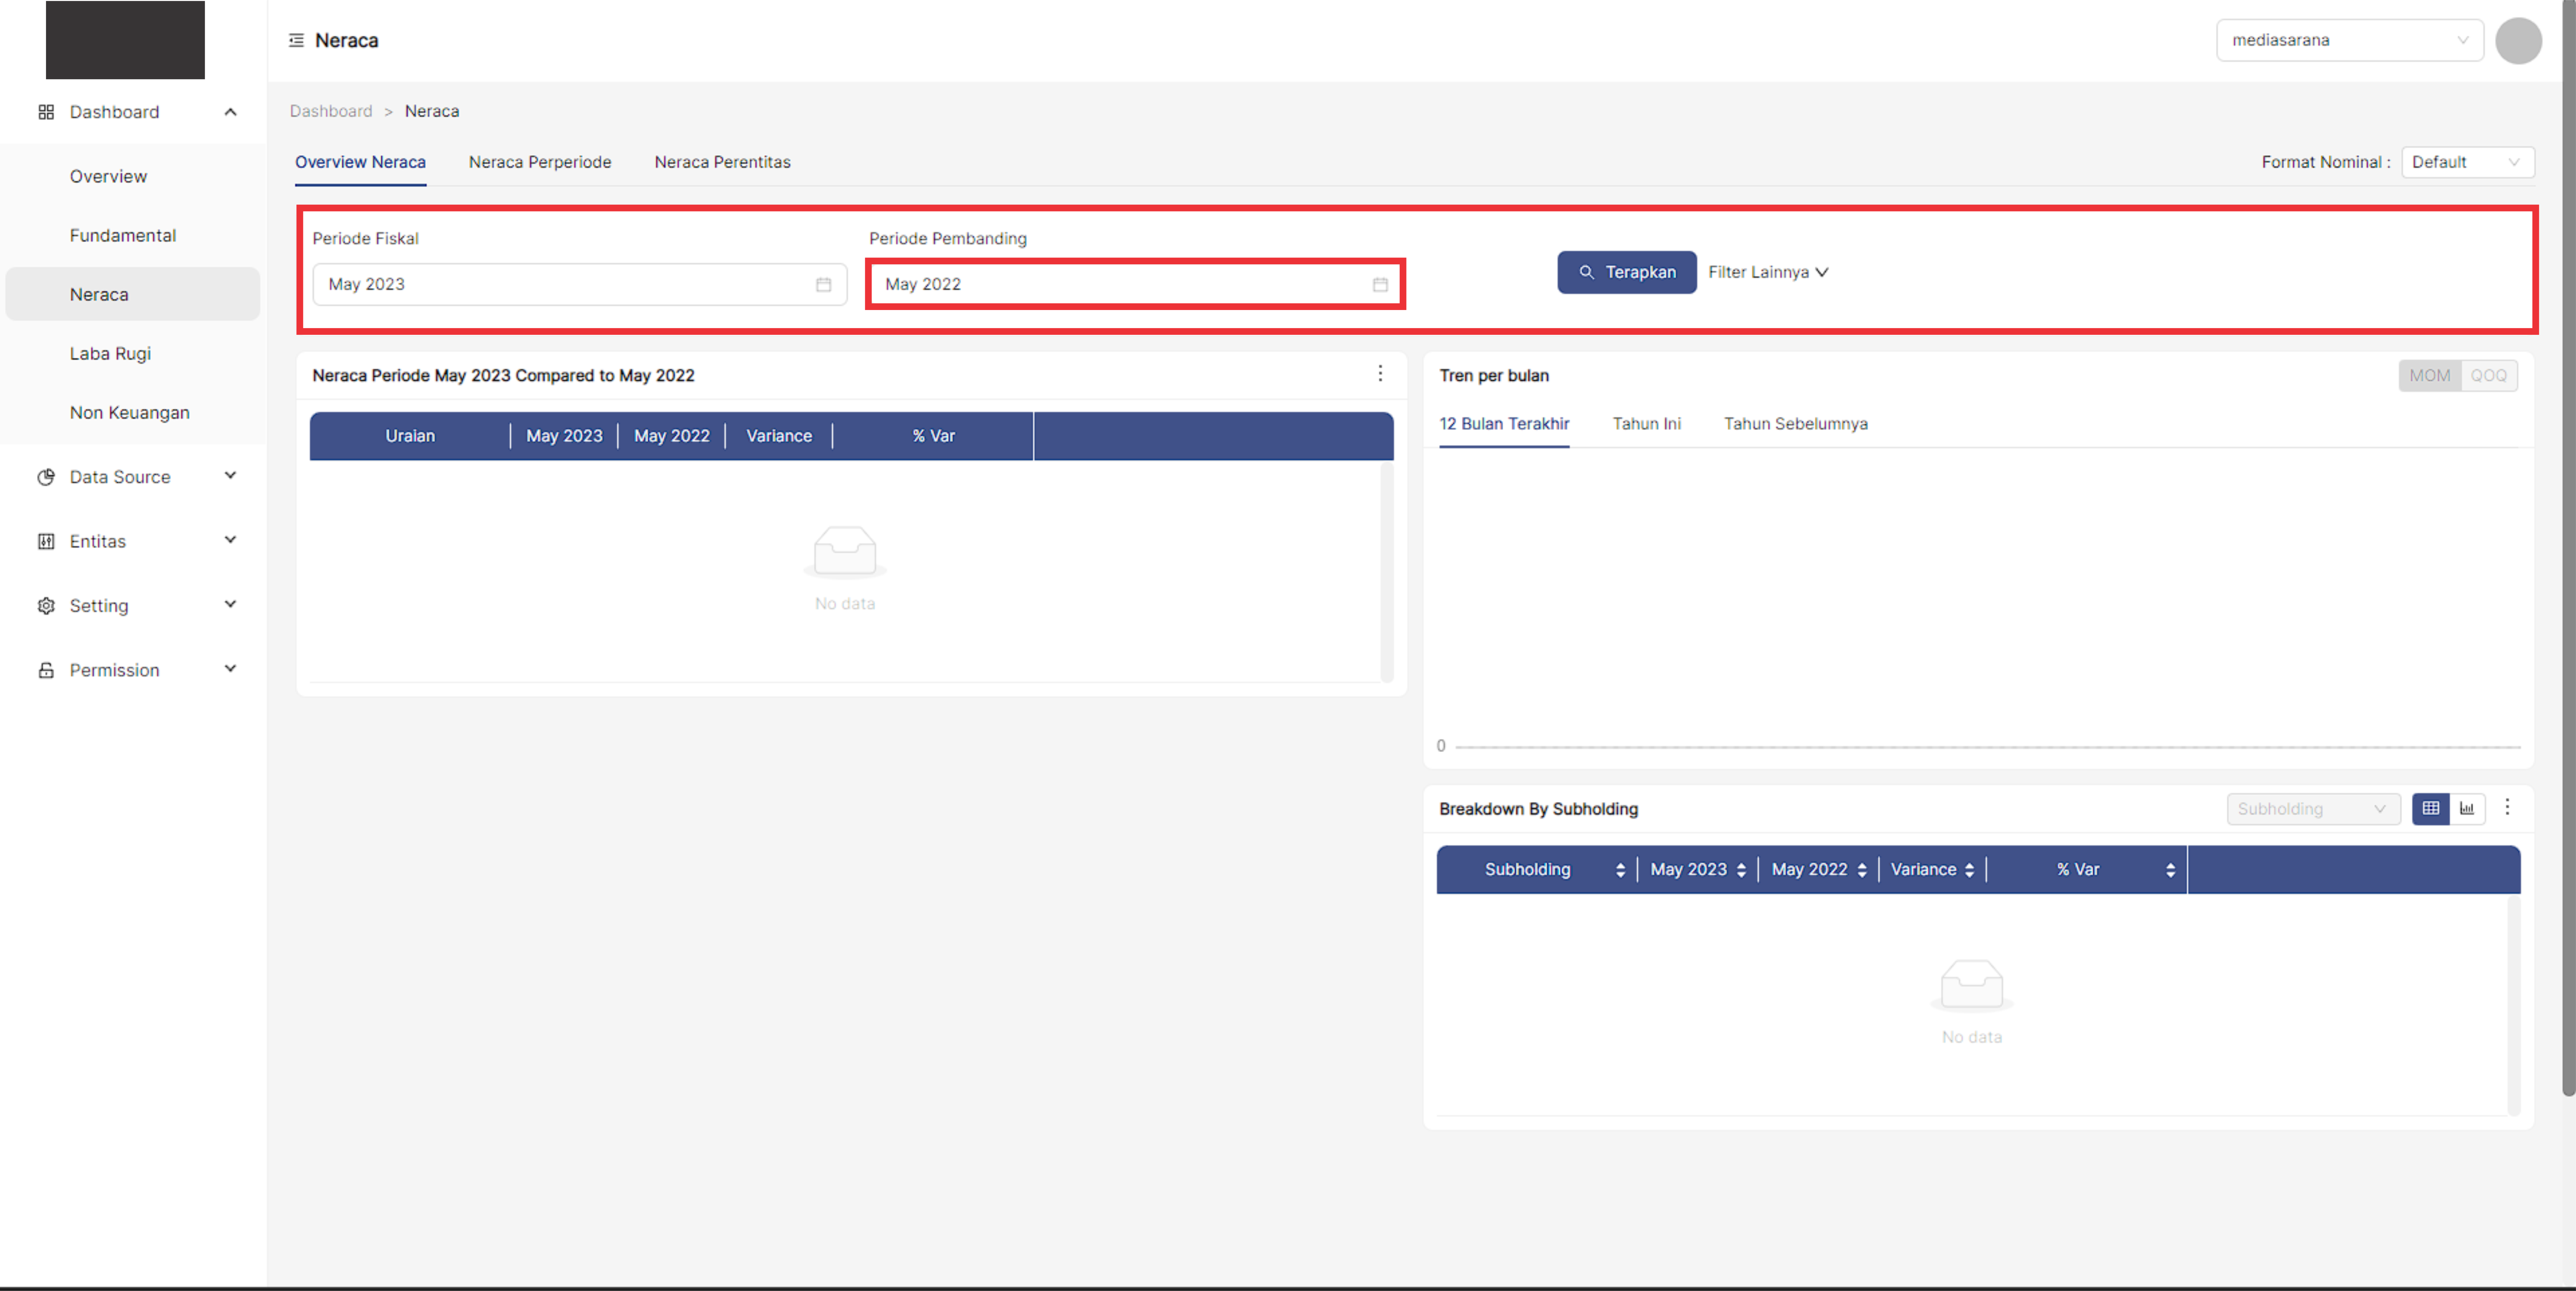 Neraca
mediasarana
Dashboard
Overview
Fundamental
Neraca
Laba Rugi
Non Keuangan
Data Source
Entitas
Setting
Permission
Dashboard > Neraca
Overview Neraca Neraca Perperiode Neraca Perentitas
Format Nominal : Default
Periode Fiskal
May 2023
Periode Pembanding
May 2022
Terapkan
Filter Lainnya
Neraca Periode May 2023 Compared to May 2022
Uraian May 2023 May 2022 Variance % Var
No data
Tren per bulan
MOM QOQ
12 Bulan Terakhir Tahun Ini Tahun Sebelumnya
0
Breakdown By Subholding
Subholding
Subholding May 2023 May 2022 Variance % Var
No data